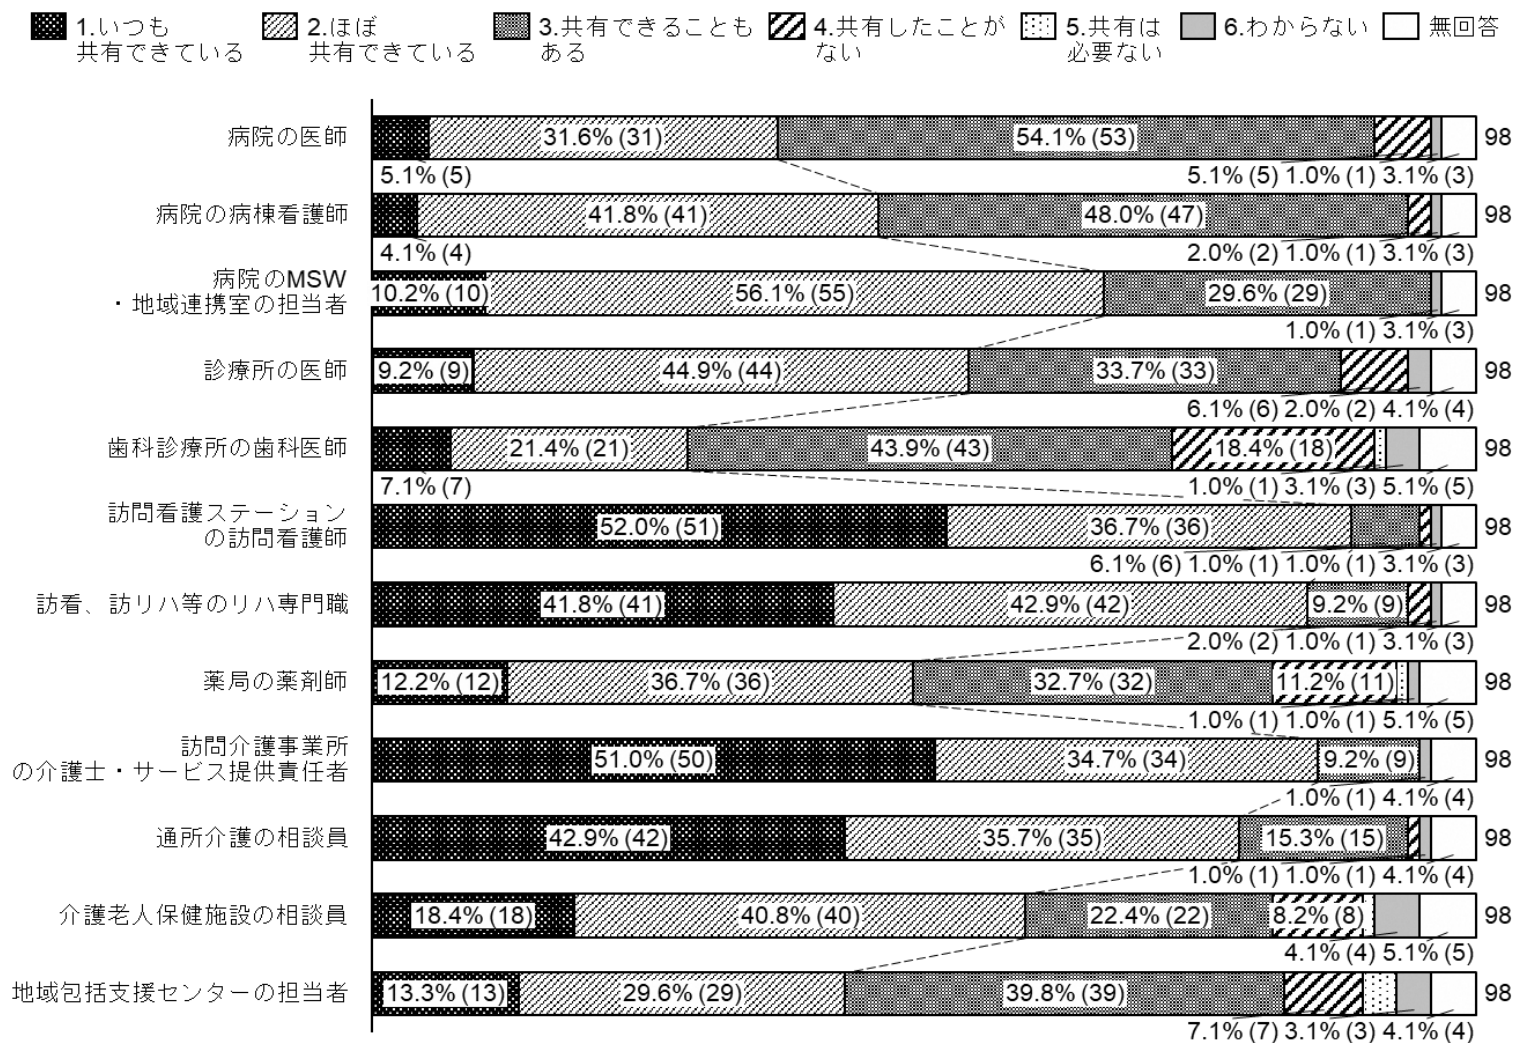 1.いつも
共有できている
2.ほぼ
共有できている
3.共有できることも
ある
4.共有したことが
ない
5.共有は
必要ない
6.わからない
無回答
病院の医師
31.6% (31)
54.1% (53)
98
5.1% (5)
5.1% (5) 1.0% (1) 3.1% (3)
病院の病棟看護師
41.8% (41)
48.0% (47)
98
4.1% (4)
2.0% (2) 1.0% (1) 3.1% (3)
病院のMSW
・地域連携室の担当者
10.2% (10)
56.1% (55)
29.6% (29)
98
1.0% (1) 3.1% (3)
診療所の医師
9.2% (9)
44.9% (44)
33.7% (33)
98
6.1% (6) 2.0% (2) 4.1% (4)
歯科診療所の歯科医師
21.4% (21)
43.9% (43)
18.4% (18)
98
7.1% (7)
1.0% (1) 3.1% (3) 5.1% (5)
訪問看護ステーション
の訪問看護師
52.0% (51)
36.7% (36)
98
6.1% (6) 1.0% (1) 1.0% (1) 3.1% (3)
訪看、訪リハ等のリハ専門職
41.8% (41)
42.9% (42)
9.2% (9)
98
2.0% (2) 1.0% (1) 3.1% (3)
薬局の薬剤師
12.2% (12)
36.7% (36)
32.7% (32)
11.2% (11)
98
1.0% (1) 1.0% (1) 5.1% (5)
訪問介護事業所
の介護士・サービス提供責任者
51.0% (50)
34.7% (34)
9.2% (9)
98
1.0% (1) 4.1% (4)
通所介護の相談員
42.9% (42)
35.7% (35)
15.3% (15)
98
1.0% (1) 1.0% (1) 4.1% (4)
介護老人保健施設の相談員
18.4% (18)
40.8% (40)
22.4% (22)
8.2% (8)
98
4.1% (4) 5.1% (5)
地域包括支援センターの担当者
13.3% (13)
29.6% (29)
39.8% (39)
98
7.1% (7) 3.1% (3) 4.1% (4)